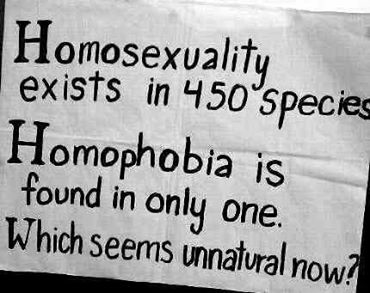 Homosexuality
exists in 450 species
Homophobia is
found in only one.
Which seems unnatural now?